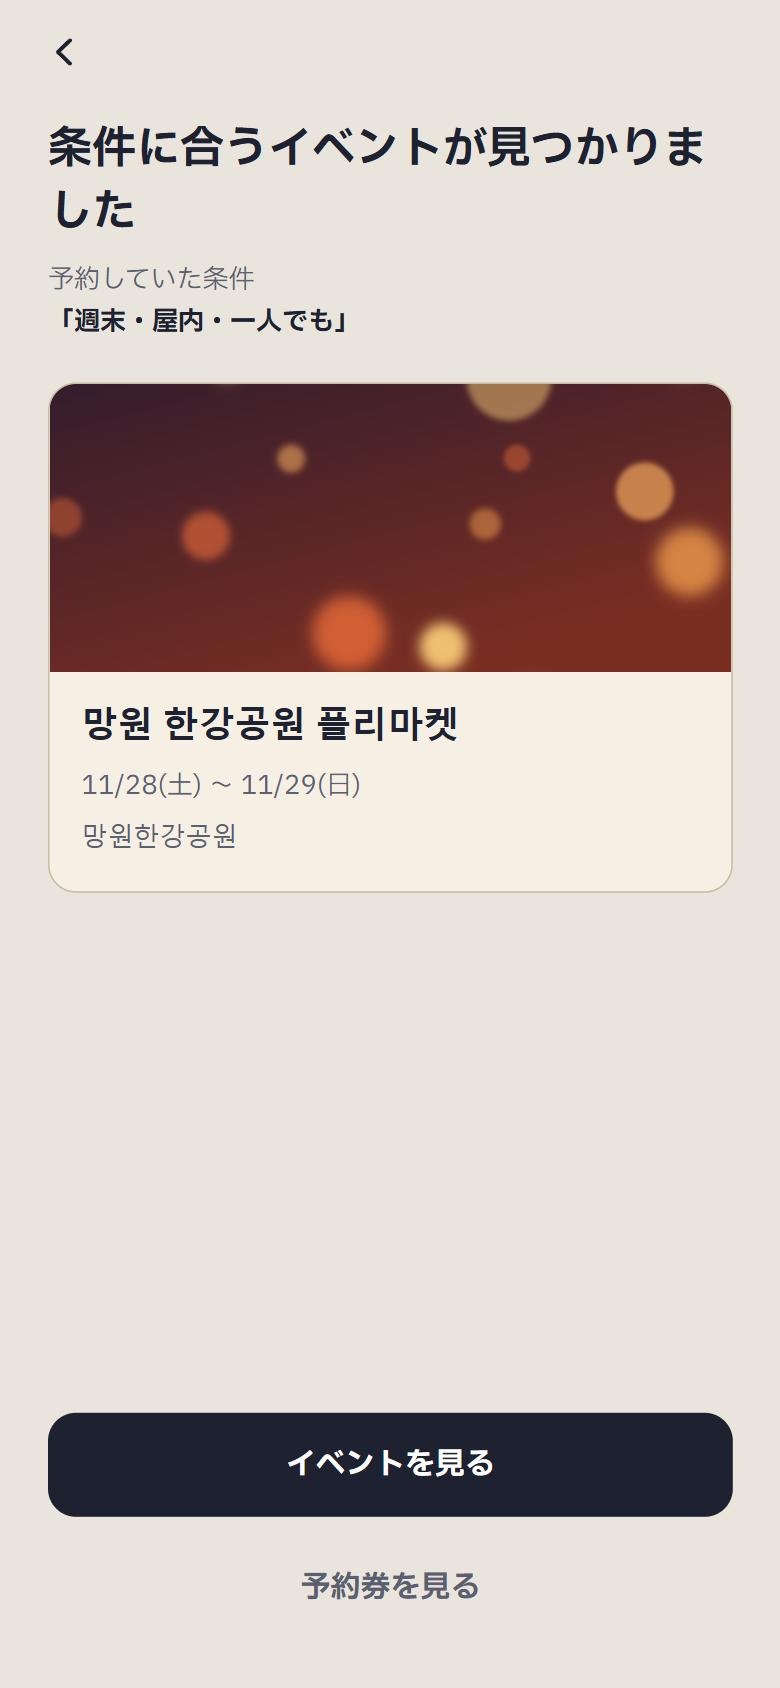 条件に合うイベントが見つかりま
した
予約していた条件
「週末・屋内・一人でも」
망원 한강공원 플리마켓
11/28(土) ～ 11/29(日)
망원한강공원
イベントを見る
予約券を見る